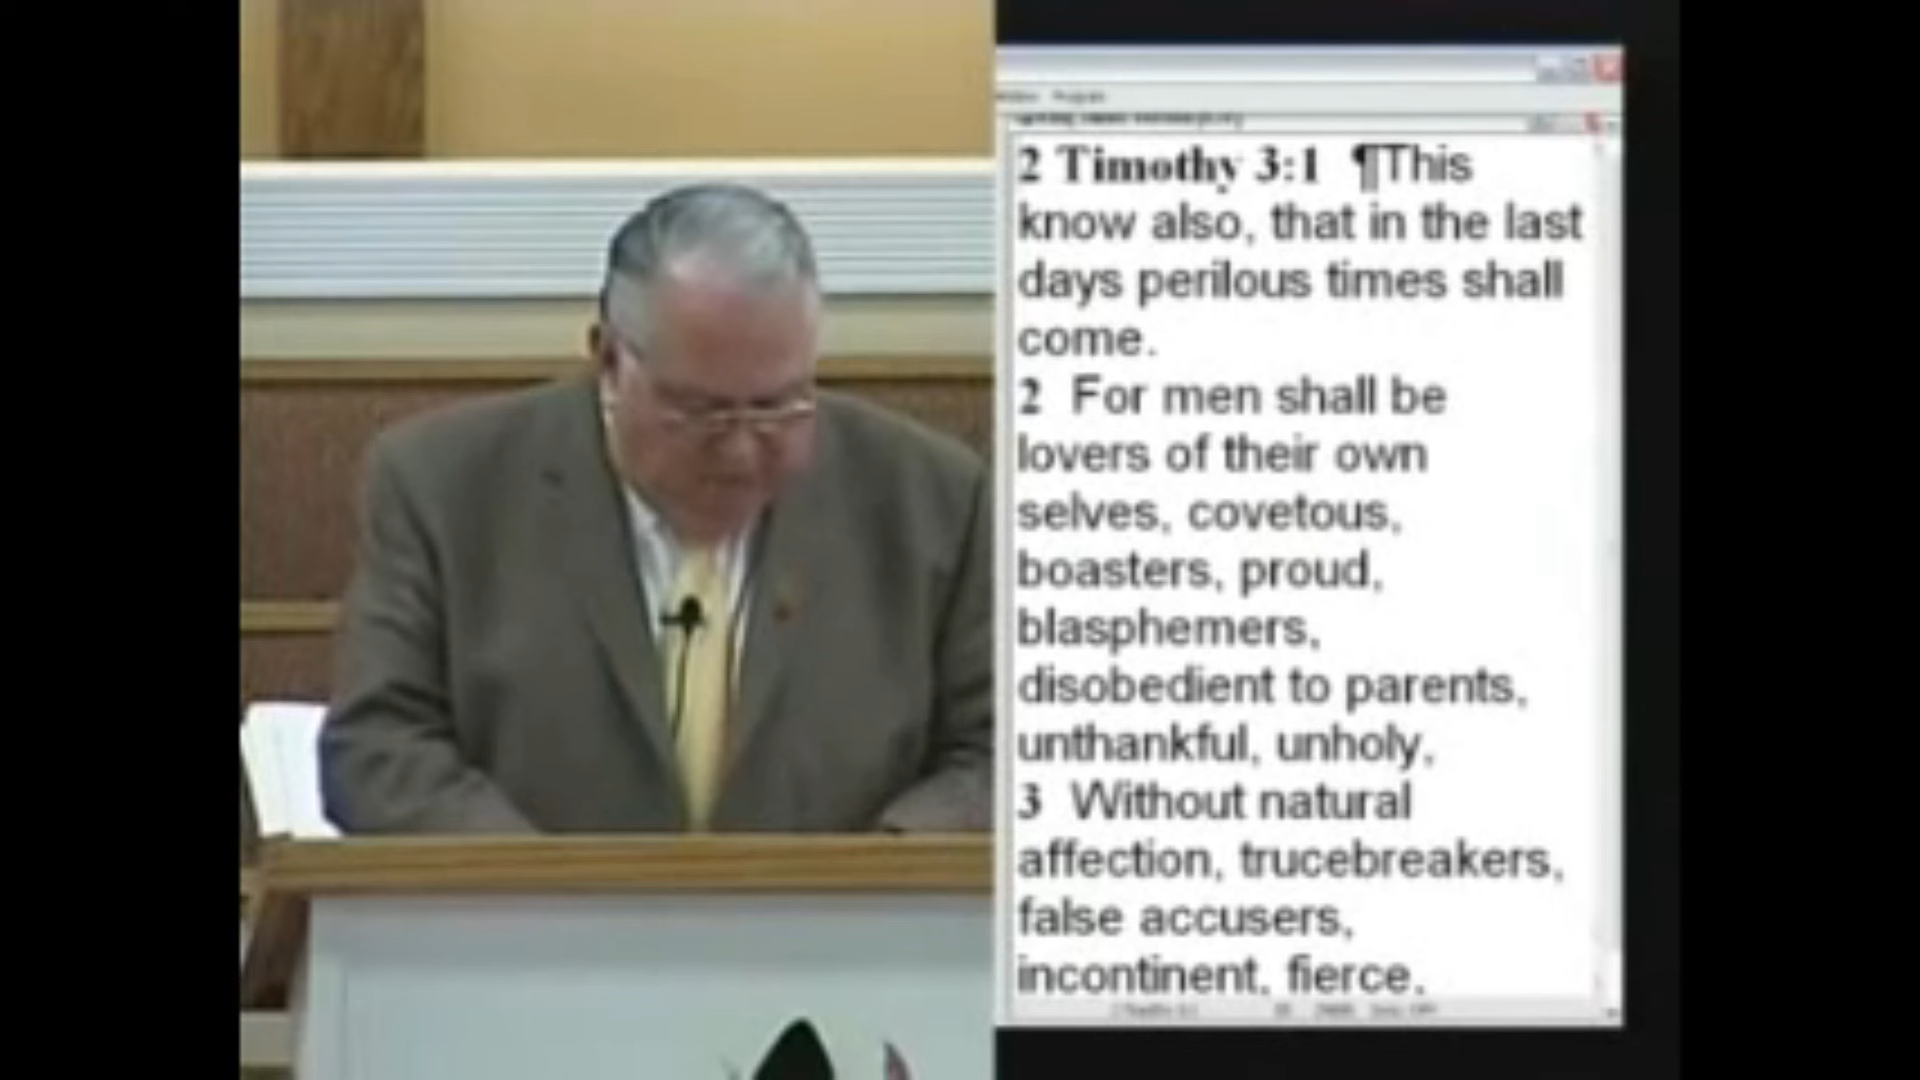 2 Timothy 3:1 ¶This
know also, that in the last
days perilous times shall
come.
2 For men shall be
lovers of their own
selves, covetous,
boasters, proud,
blasphemers,
disobedient to parents,
unthankful, unholy,
3 Without natural
affection, trucebreakers,
false accusers,
incontinent, fierce,